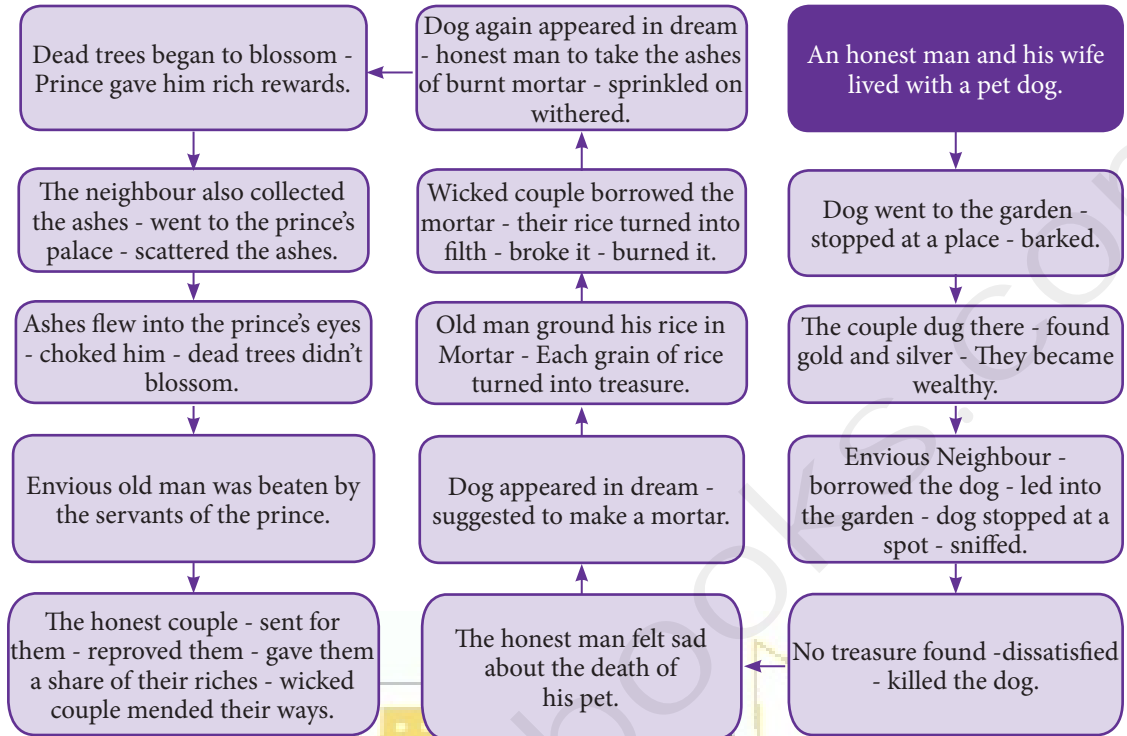 An honest man and his wife
lived with a pet dog.
Dog went to the garden -
stopped at a place - barked.
The couple dug there - found
gold and silver - They became
wealthy.
Envious Neighbour -
borrowed the dog - led into
the garden - dog stopped at a
spot - sniffed.
No treasure found -dissatisfied
- killed the dog.
The honest man felt sad
about the death of
his pet.
Dog appeared in dream -
suggested to make a mortar.
Old man ground his rice in
Mortar - Each grain of rice
turned into treasure.
Wicked couple borrowed the
mortar - their rice turned into
filth - broke it - burned it.
Dog again appeared in dream
- honest man to take the ashes
of burnt mortar - sprinkled on
withered.
Dead trees began to blossom -
Prince gave him rich rewards.
The neighbour also collected
the ashes - went to the prince's
palace - scattered the ashes.
Ashes flew into the prince's eyes
- choked him - dead trees didn't
blossom.
Envious old man was beaten by
the servants of the prince.
The honest couple - sent for
them - reproved them - gave them
a share of their riches - wicked
couple mended their ways.
books.com